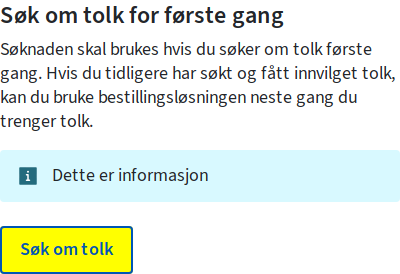 Søk om tolk for første gang
Søknaden skal brukes hvis du søker om tolk første
gang. Hvis du tidligere har søkt og fått innvilget tolk,
kan du bruke bestillingsløsningen neste gang du
trenger tolk.
Dette er informasjon
Søk om tolk